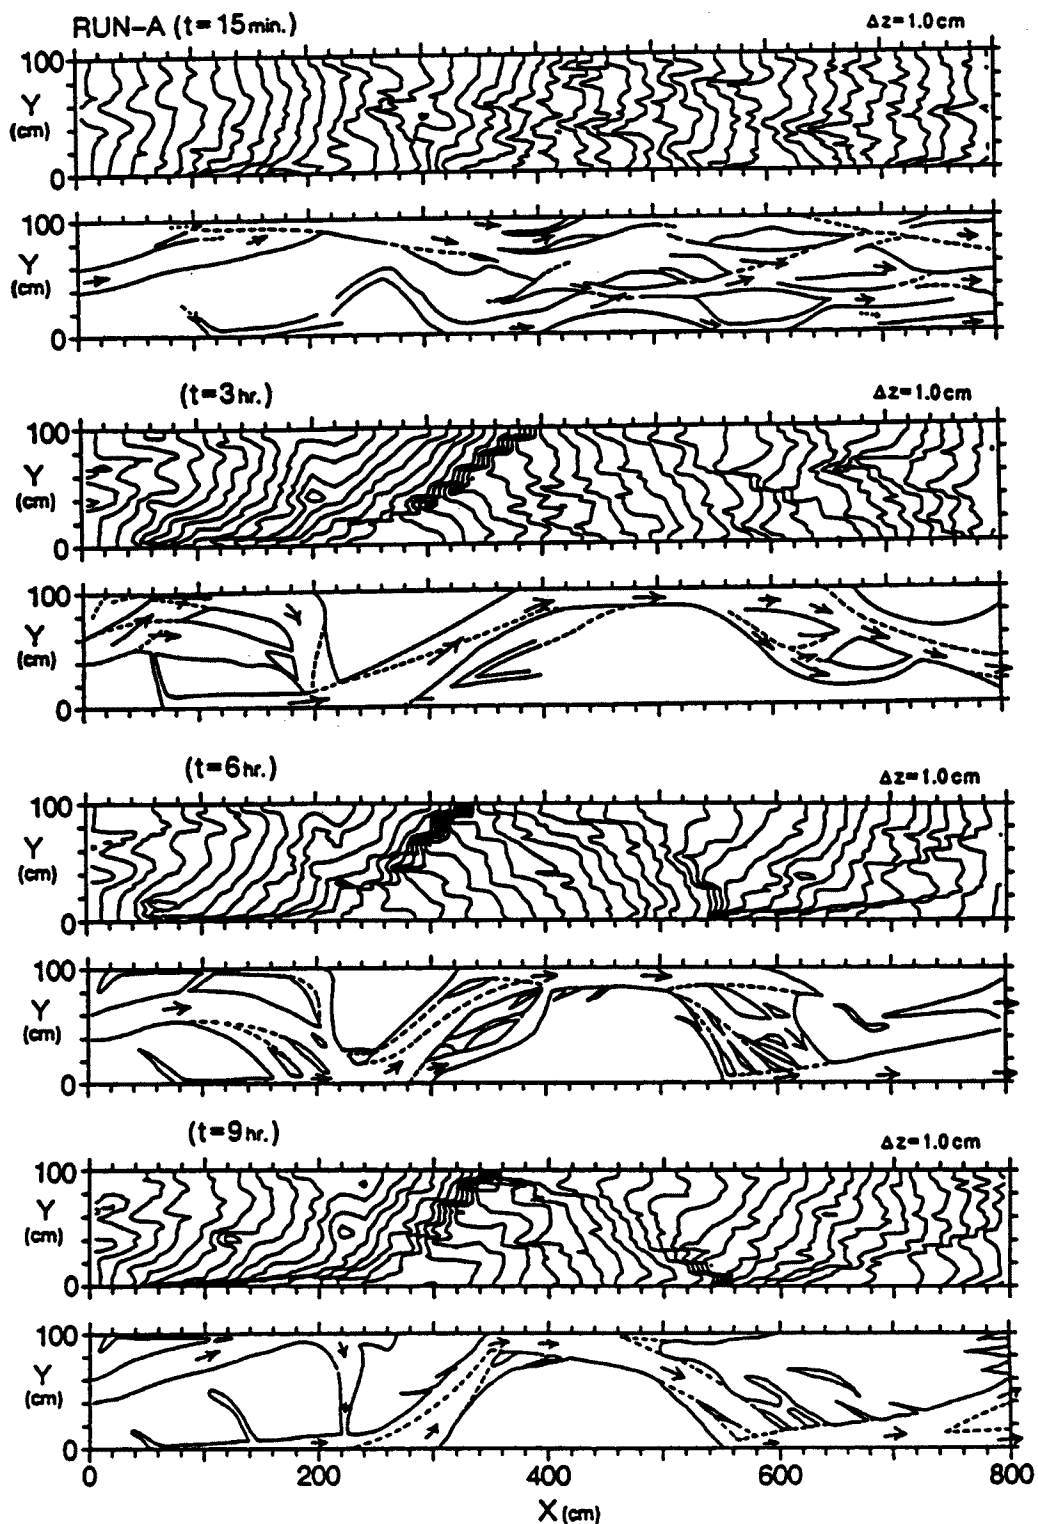 RUN-A (t=15min.) Δz=1.0cm
100
Y
(cm)
0
100
Y
(cm)
0
(t=3hr.) Δz=1.0cm
100
Y
(cm)
0
100
Y
(cm)
0
(t=6hr.) Δz=1.0cm
100
Y
(cm)
0
100
Y
(cm)
0
(t=9hr.) Δz=1.0cm
100
Y
(cm)
0
100
Y
(cm)
0
0 200 400 600 800
X (cm)